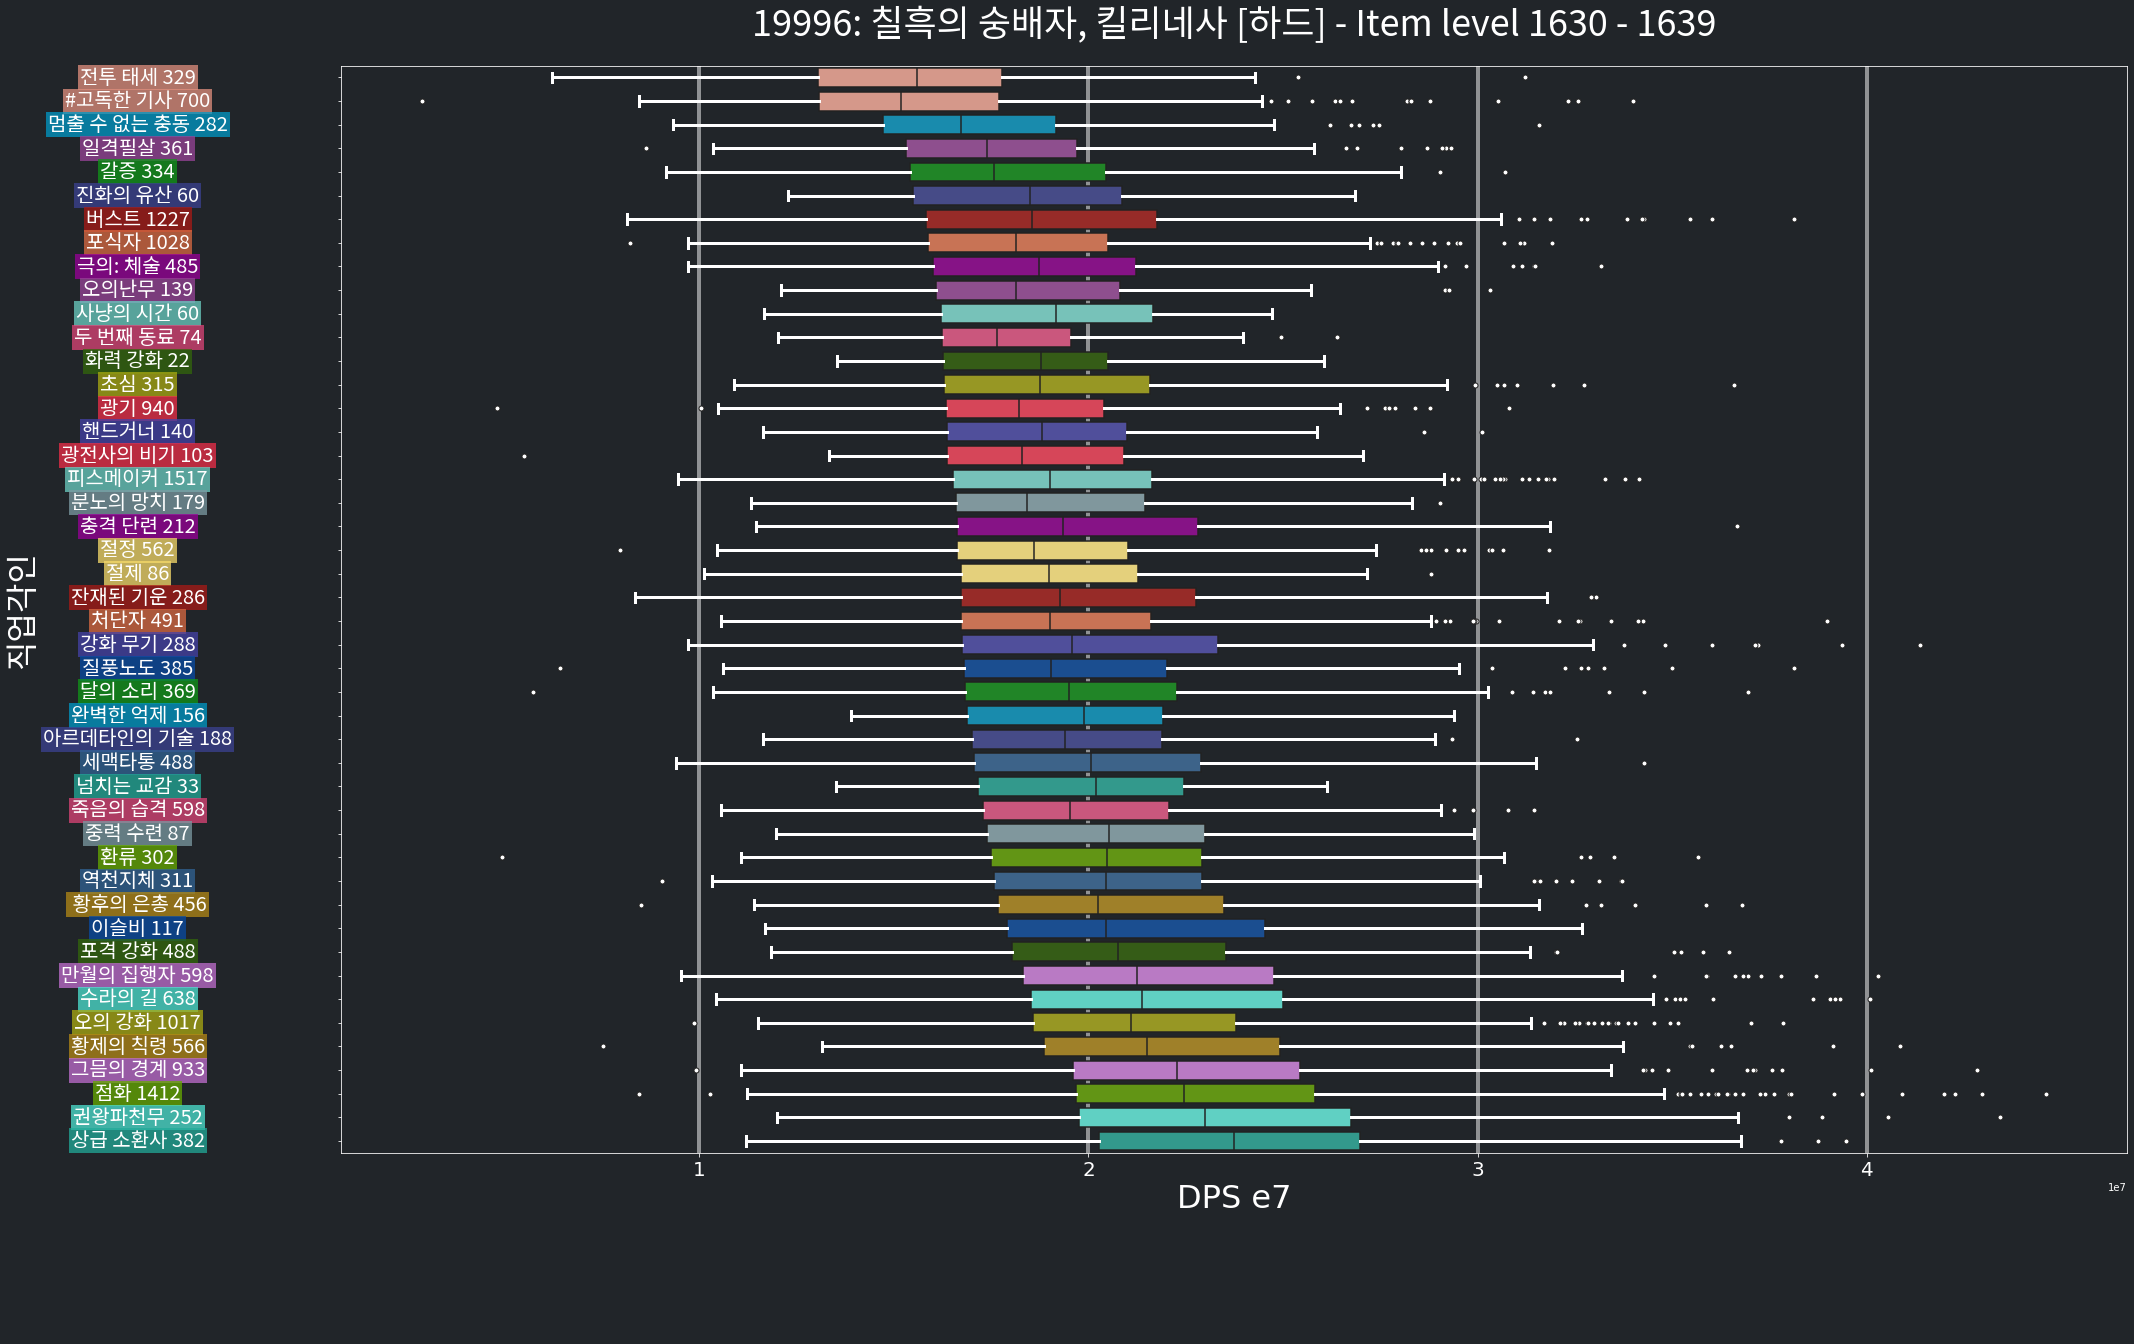 19996: 칠흑의 숭배자, 킬리네사 [하드] - Item level 1630 - 1639
전투 태세 329
#고독한 기사 700
멈출 수 없는 충동 282
일격필살 361
갈증 334
진화의 유산 60
버스트 1227
포식자 1028
극의: 체술 485
오의난무 139
사냥의 시간 60
두 번째 동료 74
화력 강화 22
초심 315
광기 940
핸드거너 140
광전사의 비기 103
피스메이커 1517
분노의 망치 179
충격 단련 212
절정 562
절제 86
잔재된 기운 286
처단자 491
강화 무기 288
질풍노도 385
달의 소리 369
완벽한 억제 156
아르데타인의 기술 188
세맥타통 488
넘치는 교감 33
죽음의 습격 598
중력 수련 87
환류 302
역천지체 311
황후의 은총 456
이슬비 117
포격 강화 488
만월의 집행자 598
수라의 길 638
오의 강화 1017
황제의 칙령 566
그믐의 경계 933
점화 1412
권왕파천무 252
상급 소환사 382
직업각인
1 2 3 4
1e7
DPS e7